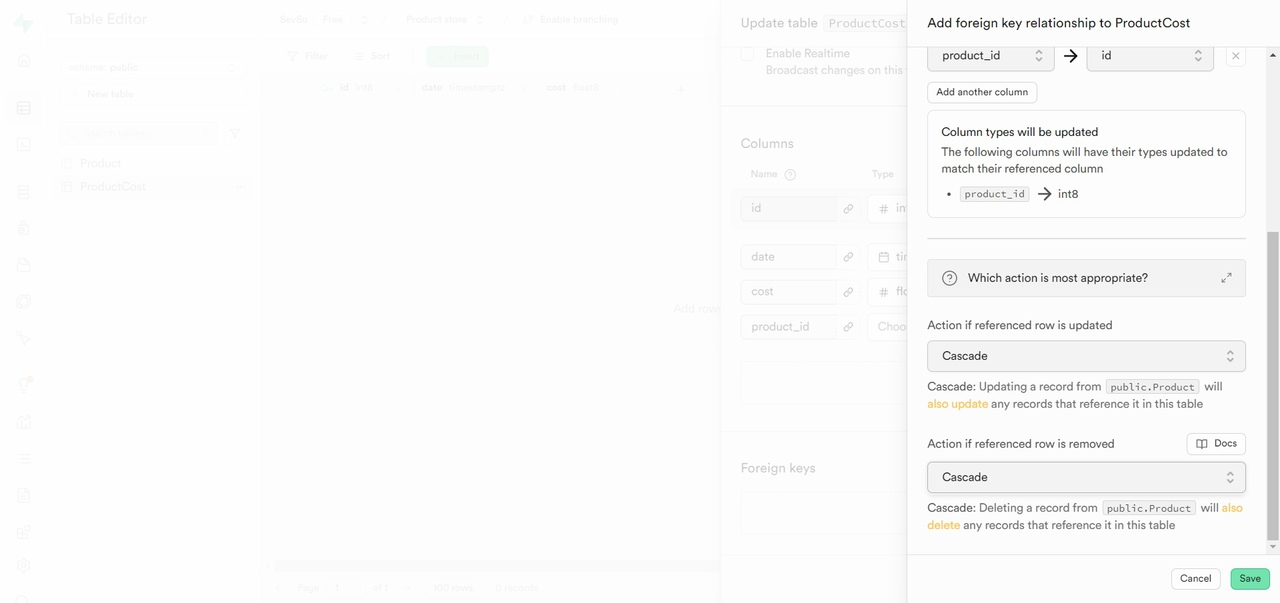 Table Editor
SavSo
Free
Product store
Enable branching
schema: public
New table
Product
ProductCost
Filter
Sort
Insert
id int8
date timestamptz
cost float8
Add rows
Page 1 of 1 100 rows 0 records
Update table ProductCost
Enable Realtime
Broadcast changes on this
Columns
Name Type
id
date
cost
product_id Choo
Foreign keys
Add foreign key relationship to ProductCost
product_id id
Add another column
Column types will be updated
The following columns will have their types updated to
match their referenced column
• product_id → int8
Which action is most appropriate?
Action if referenced row is updated
Cascade
Cascade: Updating a record from public.Product will
also update any records that reference it in this table
Action if referenced row is removed Docs
Cascade
Cascade: Deleting a record from public.Product will also
delete any records that reference it in this table
Cancel Save